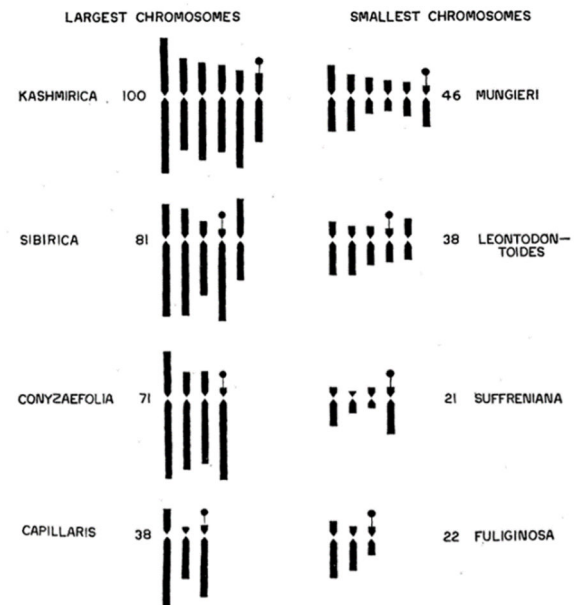 LARGEST CHROMOSOMES
SMALLEST CHROMOSOMES
KASHMIRICA 100
46 MUNGIERI
SIBIRICA 81
38 LEONTODON—
TOIDES
CONYZAEFOLIA 71
21 SUFFRENIANA
CAPILLARIS 38
22 FULIGINOSA